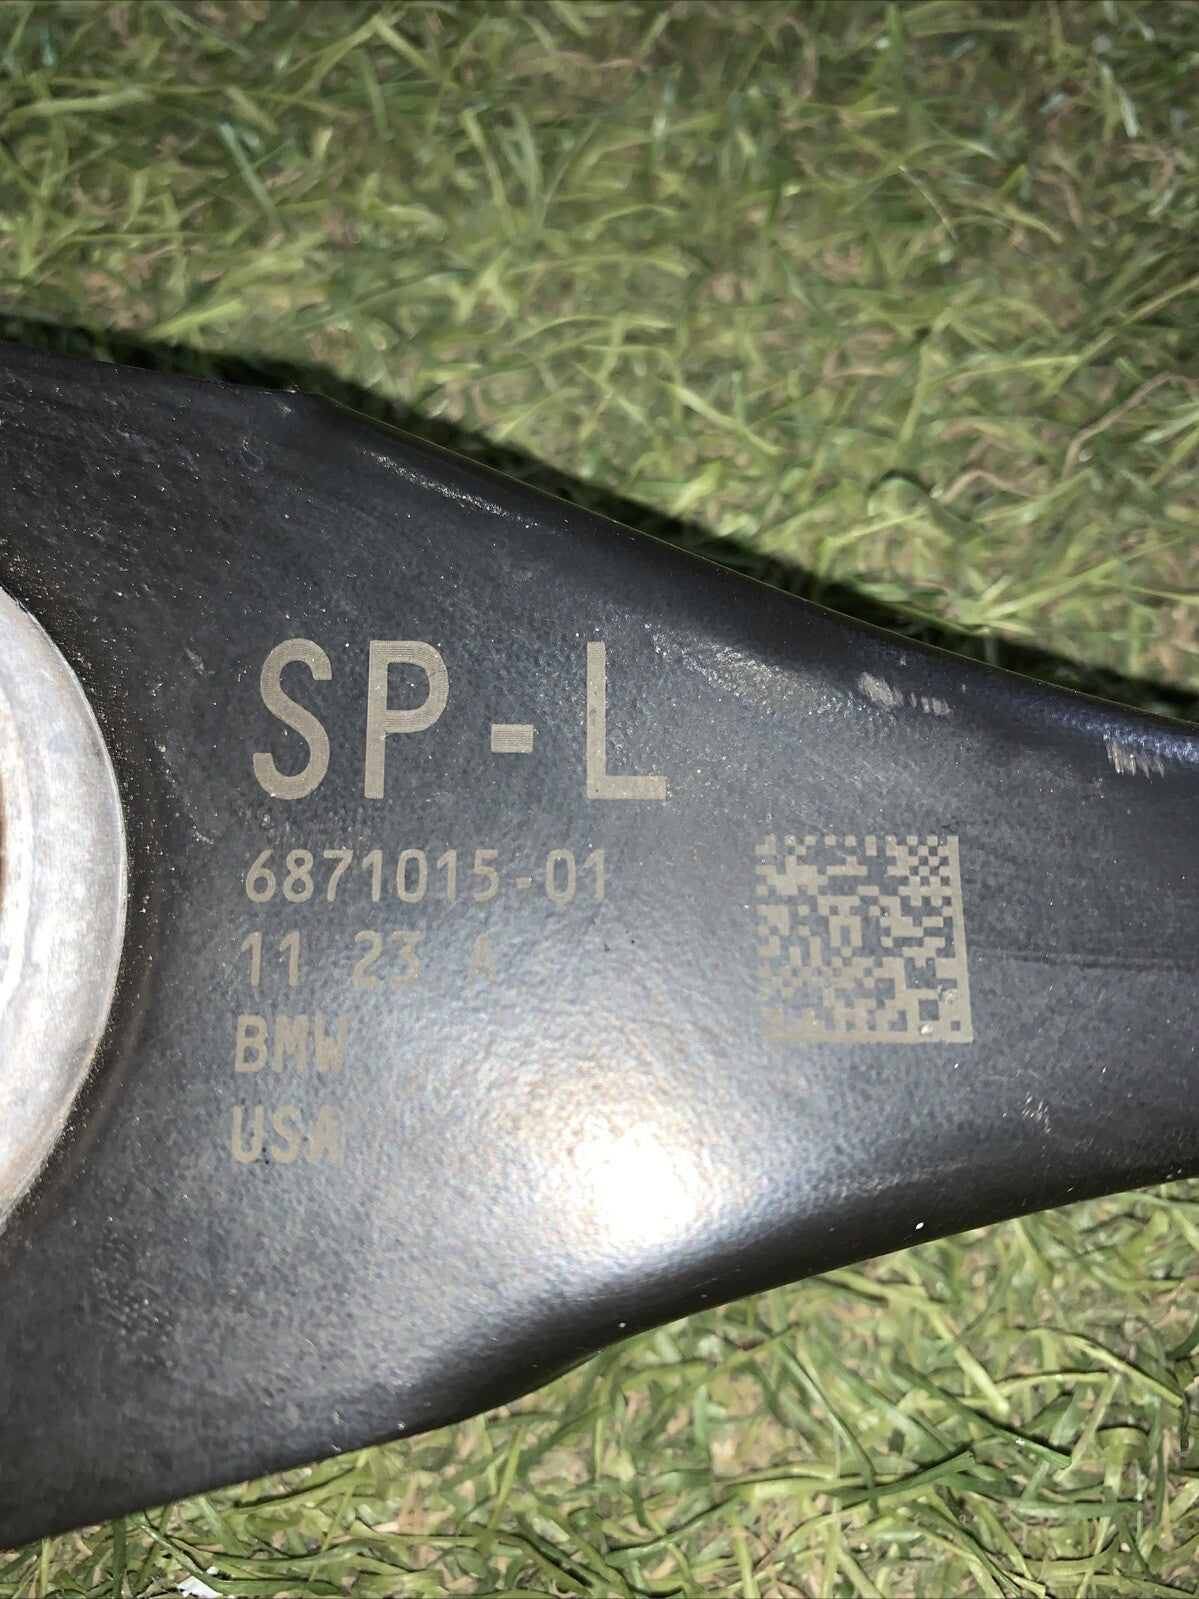 SP-L
6871015-01
11 23 A
BMW
USA